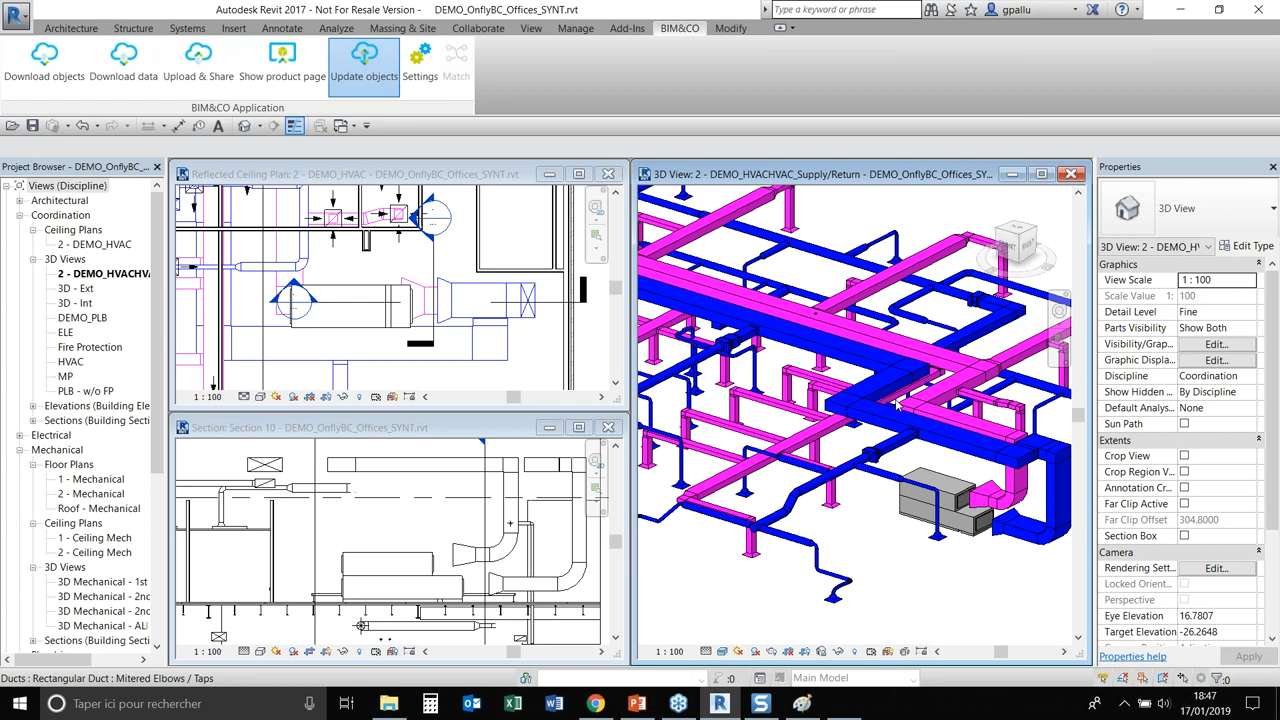 Autodesk Revit 2017 - Not For Resale Version - DEMO_OnflyBC_Offices_SYNT.rvt
Type a keyword or phrase
gpallu
Architecture Structure Systems Insert Annotate Analyze Massing & Site Collaborate View Manage Add-Ins BIM&CO Modify
Download objects Download data Upload & Share Show product page Update objects Settings Match
BIM&CO Application
Project Browser - DEMO_OnflyBC_...
Views (Discipline)
Architectural
Coordination
Ceiling Plans
2 - DEMO_HVAC
3D Views
2 - DEMO_HVACHVA
3D - Ext
3D - Int
DEMO_PLB
ELE
Fire Protection
HVAC
MP
PLB - w/o FP
Elevations (Building Ele
Sections (Building Secti
Electrical
Mechanical
Floor Plans
1 - Mechanical
2 - Mechanical
Roof - Mechanical
Ceiling Plans
1 - Ceiling Mech
2 - Ceiling Mech
3D Views
3D Mechanical - 1st
3D Mechanical - 2nd
3D Mechanical - 2nd
3D Mechanical - ALL
Sections (Building Secti
Reflected Ceiling Plan: 2 - DEMO_HVAC - DEMO_OnflyBC_Offices_SYNT.rvt
1 : 100
Section: Section 10 - DEMO_OnflyBC_Offices_SYNT.rvt
1 : 100
3D View: 2 - DEMO_HVACHVAC_Supply/Return - DEMO_OnflyBC_Offices_SY...
1 : 100
Properties
3D View
3D View: 2 - DEMO_HV Edit Type
Graphics
View Scale 1 : 100
Scale Value 1: 100
Detail Level Fine
Parts Visibility Show Both
Visibility/Grap... Edit...
Graphic Displa... Edit...
Discipline Coordination
Show Hidden ... By Discipline
Default Analys... None
Sun Path
Extents
Crop View
Crop Region V...
Annotation Cr...
Far Clip Active
Far Clip Offset 304.8000
Section Box
Camera
Rendering Sett... Edit...
Locked Orient...
Perspective
Eye Elevation 16.7807
Target Elevation -26.2648
Properties help Apply
Ducts : Rectangular Duct : Mitered Elbows / Taps
:0
Main Model
:0
Taper ici pour rechercher
18:47
17/01/2019